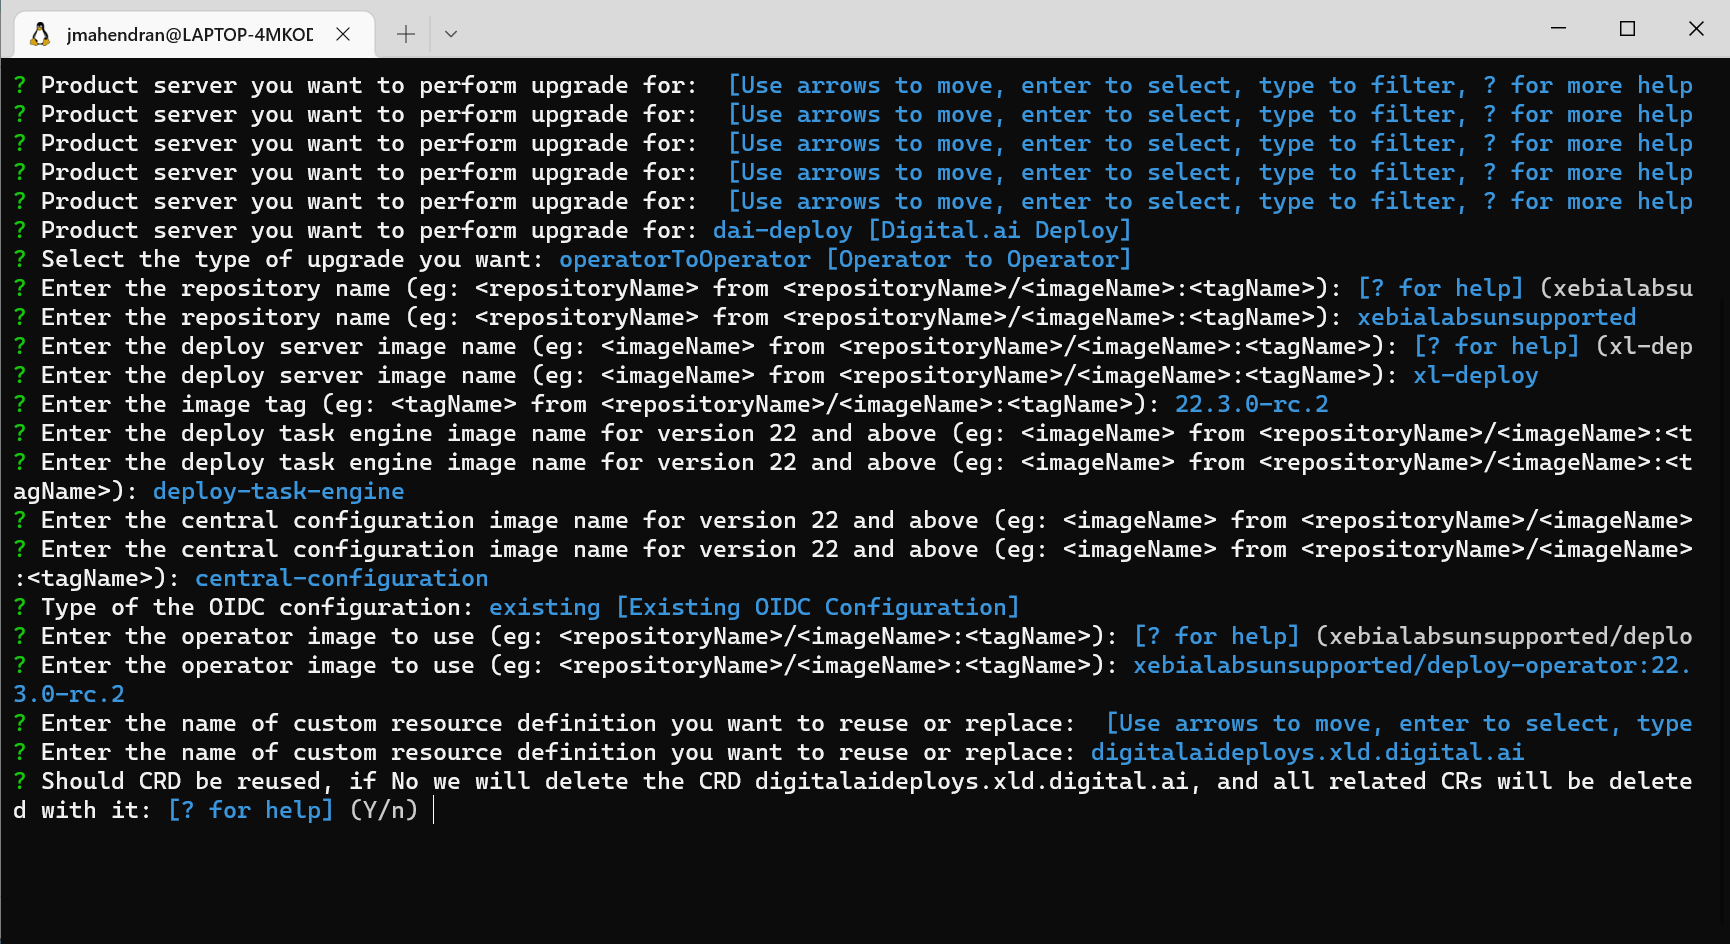 jmahendran@LAPTOP-4MKOD
? Product server you want to perform upgrade for:  [Use arrows to move, enter to select, type to filter, ? for more help
? Product server you want to perform upgrade for:  [Use arrows to move, enter to select, type to filter, ? for more help
? Product server you want to perform upgrade for:  [Use arrows to move, enter to select, type to filter, ? for more help
? Product server you want to perform upgrade for:  [Use arrows to move, enter to select, type to filter, ? for more help
? Product server you want to perform upgrade for:  [Use arrows to move, enter to select, type to filter, ? for more help
? Product server you want to perform upgrade for: dai-deploy [Digital.ai Deploy]
? Select the type of upgrade you want: operatorToOperator [Operator to Operator]
? Enter the repository name (eg: <repositoryName> from <repositoryName>/<imageName>:<tagName>): [? for help] (xebialabsu
? Enter the repository name (eg: <repositoryName> from <repositoryName>/<imageName>:<tagName>): xebialabsunsupported
? Enter the deploy server image name (eg: <imageName> from <repositoryName>/<imageName>:<tagName>): [? for help] (xl-dep
? Enter the deploy server image name (eg: <imageName> from <repositoryName>/<imageName>:<tagName>): xl-deploy
? Enter the image tag (eg: <tagName> from <repositoryName>/<imageName>:<tagName>): 22.3.0-rc.2
? Enter the deploy task engine image name for version 22 and above (eg: <imageName> from <repositoryName>/<imageName>:<t
? Enter the deploy task engine image name for version 22 and above (eg: <imageName> from <repositoryName>/<imageName>:<t
agName>): deploy-task-engine
? Enter the central configuration image name for version 22 and above (eg: <imageName> from <repositoryName>/<imageName>
? Enter the central configuration image name for version 22 and above (eg: <imageName> from <repositoryName>/<imageName>
:<tagName>): central-configuration
? Type of the OIDC configuration: existing [Existing OIDC Configuration]
? Enter the operator image to use (eg: <repositoryName>/<imageName>:<tagName>): [? for help] (xebialabsunsupported/deplo
? Enter the operator image to use (eg: <repositoryName>/<imageName>:<tagName>): xebialabsunsupported/deploy-operator:22.
3.0-rc.2
? Enter the name of custom resource definition you want to reuse or replace:  [Use arrows to move, enter to select, type
? Enter the name of custom resource definition you want to reuse or replace: digitalaideploys.xld.digital.ai
? Should CRD be reused, if No we will delete the CRD digitalaideploys.xld.digital.ai, and all related CRs will be delete
d with it: [? for help] (Y/n)